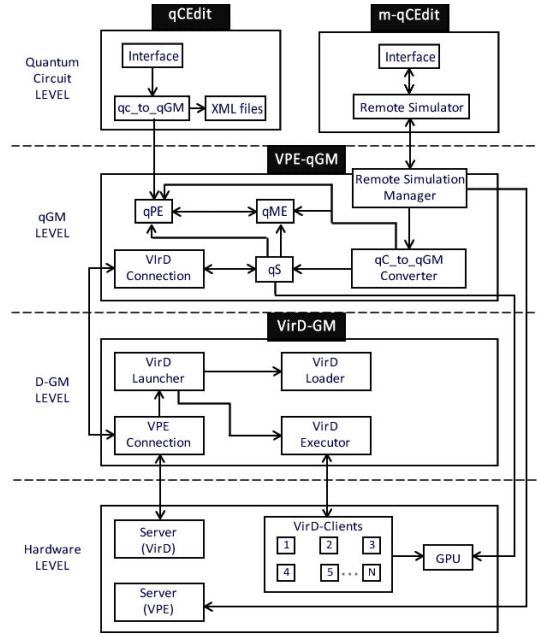 qCEdit
m-qCEdit
Quantum
Circuit
LEVEL
Interface
qc_to_qGM
XML files
Interface
Remote Simulator
VPE-qGM
qGM
LEVEL
qPE
qME
Remote Simulation
Manager
VIrD
Connection
qS
qC_to_qGM
Converter
VirD-GM
D-GM
LEVEL
VirD
Launcher
VirD
Loader
VPE
Connection
VirD
Executor
Hardware
LEVEL
Server
(VirD)
VirD-Clients
1 2 3
4 5 ... N
GPU
Server
(VPE)